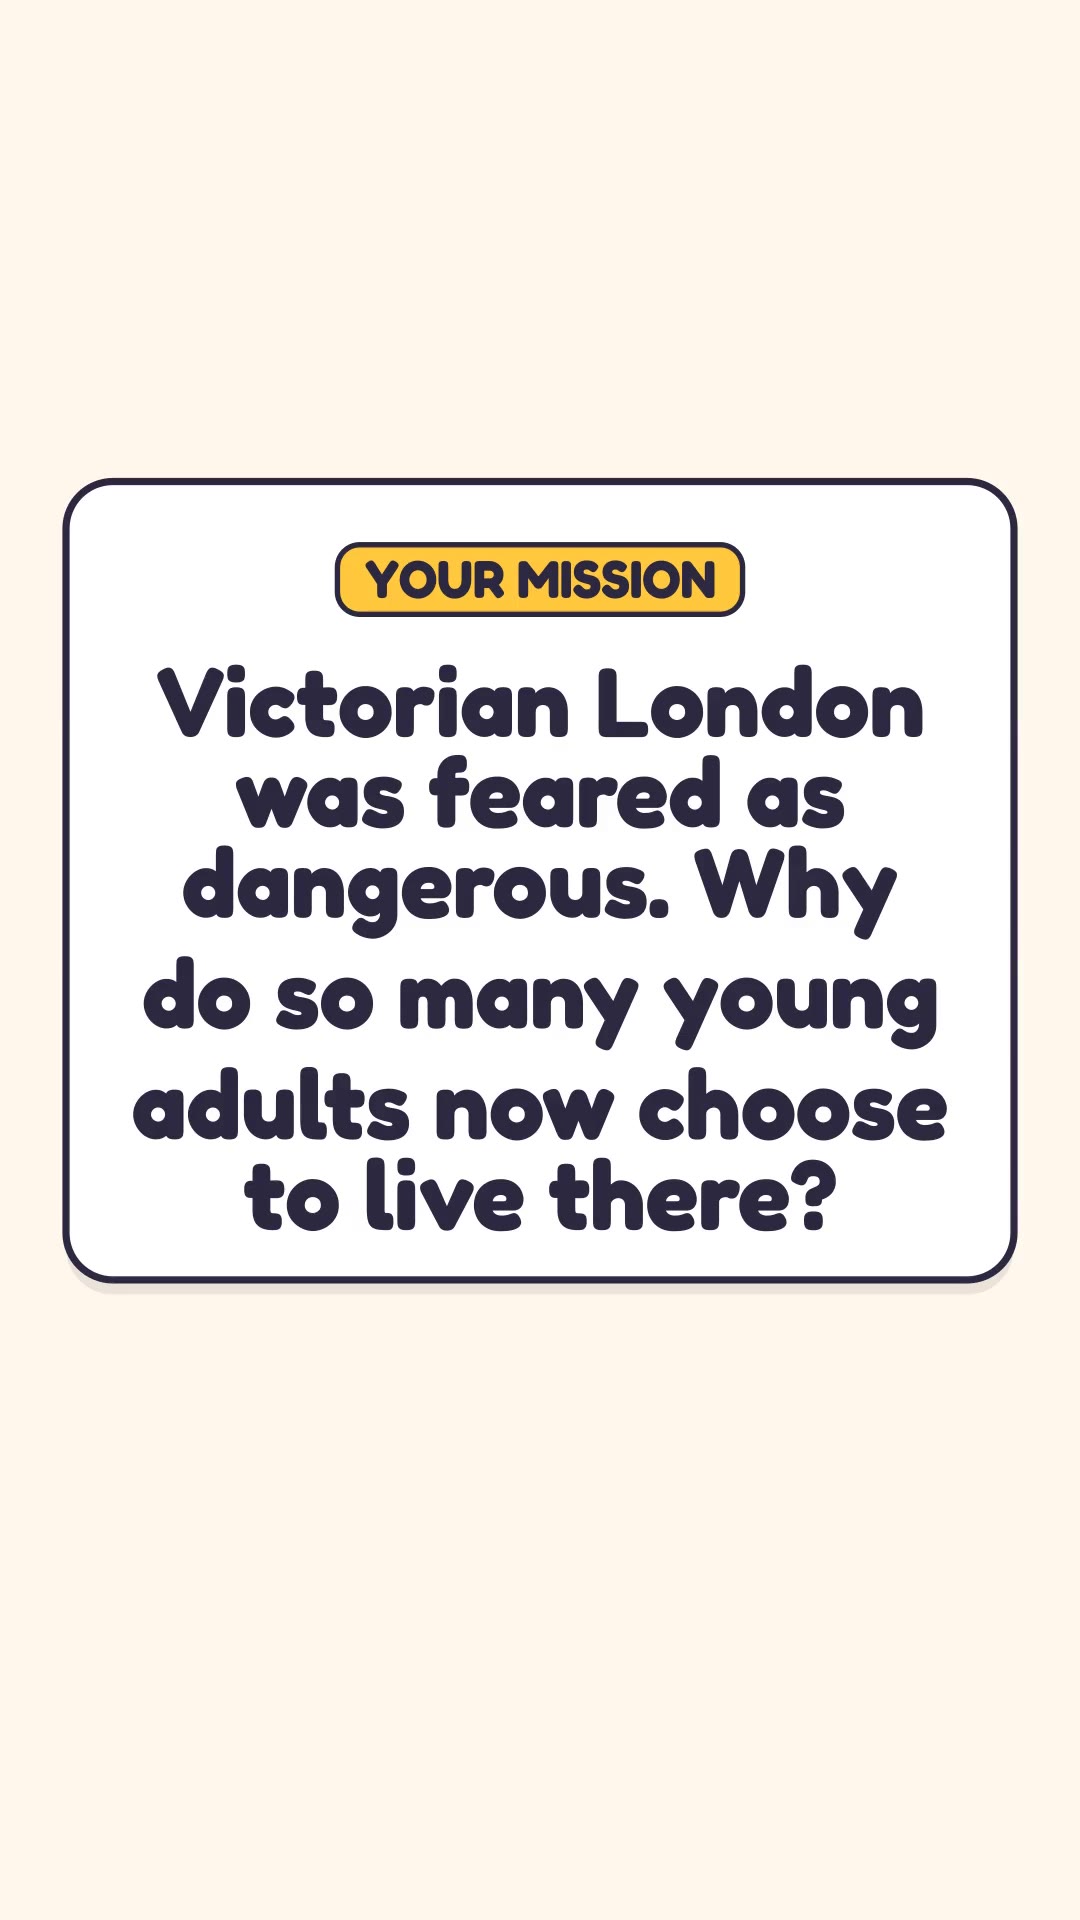 YOUR MISSION
Victorian London
was feared as
dangerous. Why
do so many young
adults now choose
to live there?